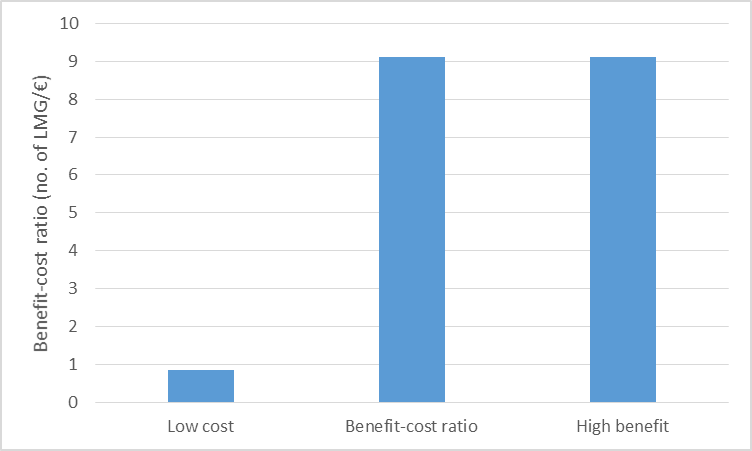 Benefit-cost ratio (no. of LMG/€)
10
9
8
7
6
5
4
3
2
1
0
Low cost
Benefit-cost ratio
High benefit